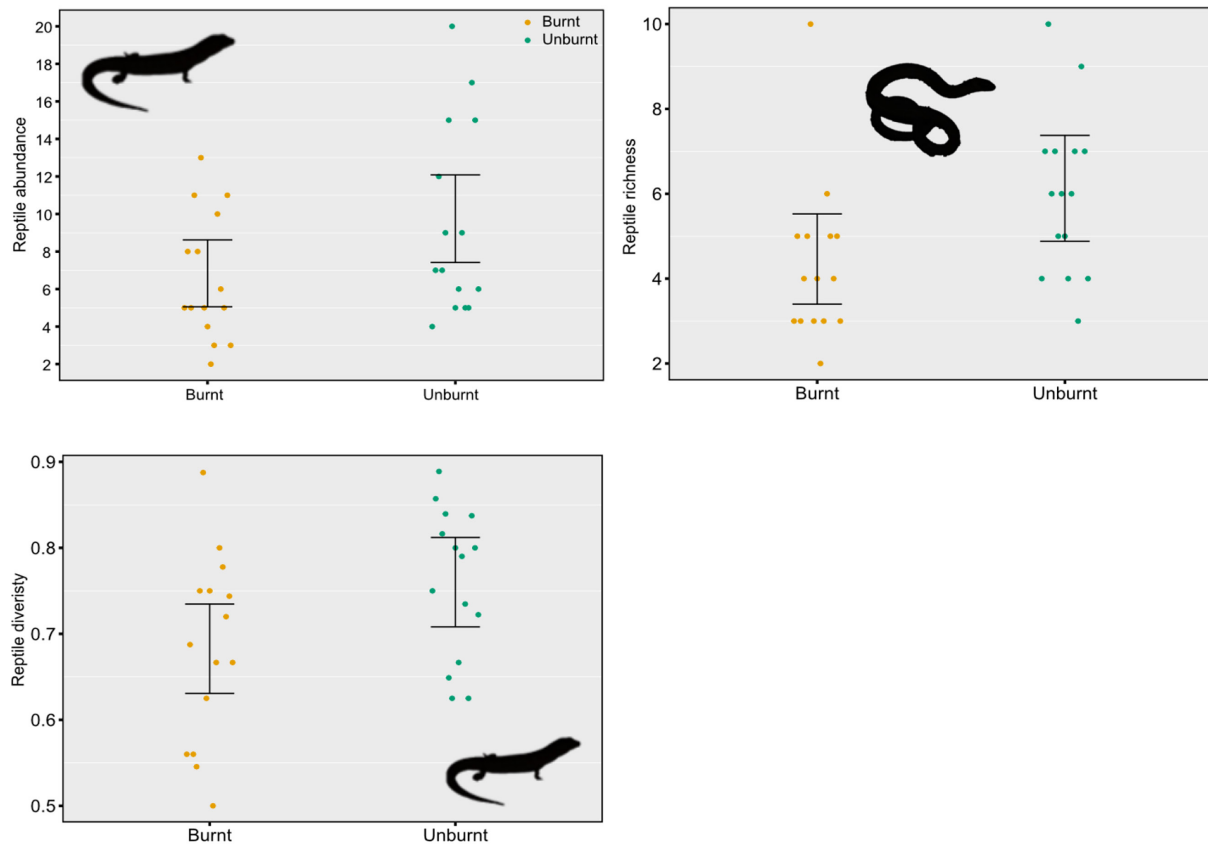 Reptile abundance
20
18
16
14
12
10
8
6
4
2
Burnt
Unburnt
Burnt
Unburnt
Reptile richness
10
8
6
4
2
Burnt
Unburnt
Reptile diveristy
0.9
0.8
0.7
0.6
0.5
Burnt
Unburnt